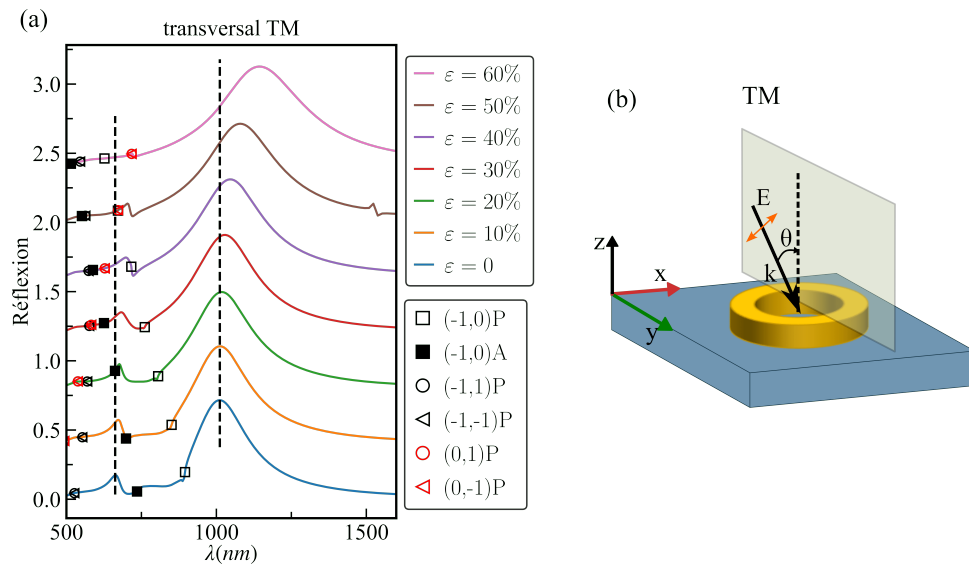 (a)
transversal TM
Réflexion
3.0
2.5
2.0
1.5
1.0
0.5
0.0
500
1000
1500
λ(nm)
ε = 60%
ε = 50%
ε = 40%
ε = 30%
ε = 20%
ε = 10%
ε = 0
(-1,0)P
(-1,0)A
(-1,1)P
(-1,-1)P
(0,1)P
(0,-1)P
(b)
TM
E
θ
k
z
x
y